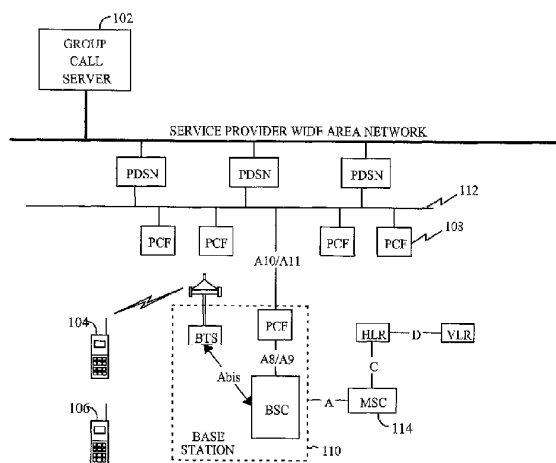 102
GROUP
CALL
SERVER
SERVICE PROVIDER WIDE AREA NETWORK
PDSN
PDSN
PDSN
112
PCF
PCF
PCF
PCF
108
A10/A11
104
BTS
PCF
HLR
D
VLR
Abis
A8/A9
C
106
BSC
A
MSC
114
BASE
STATION
110